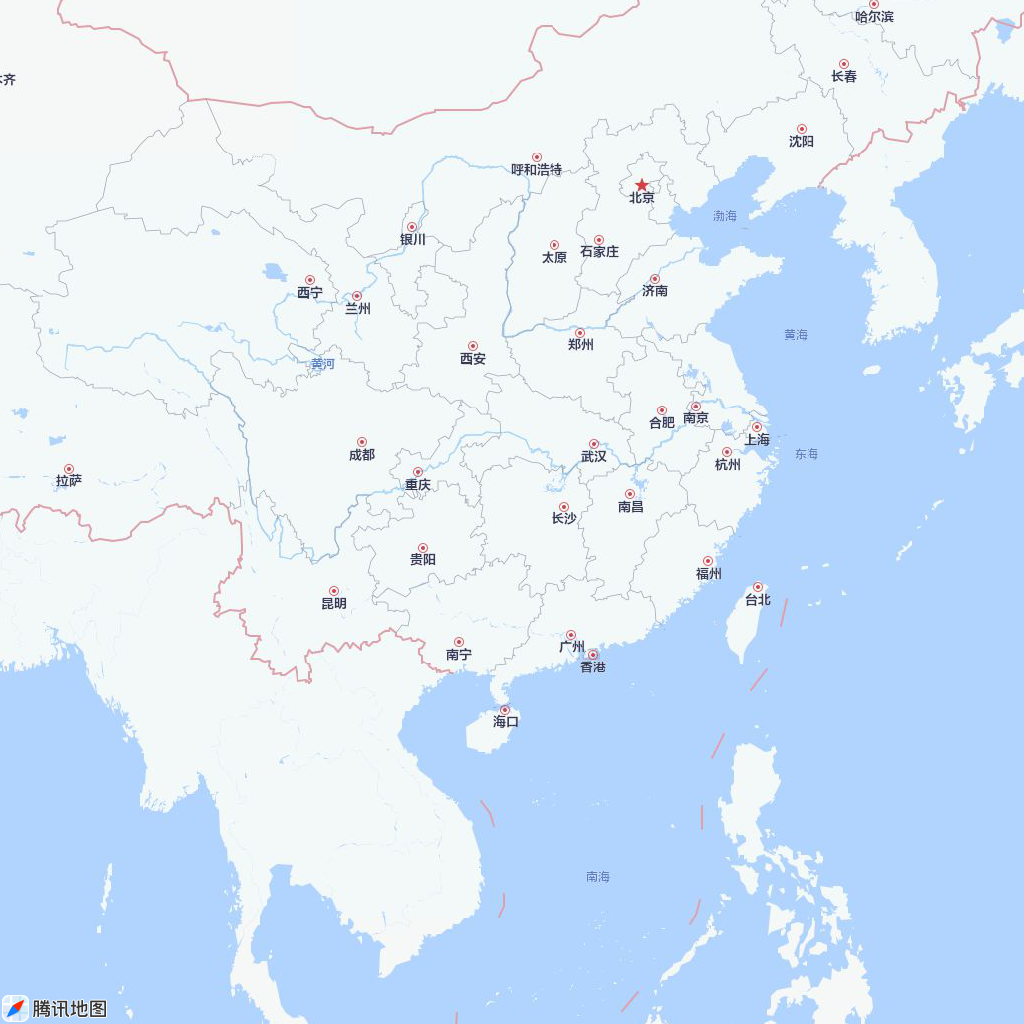 哈尔滨
长春
木齐
沈阳
呼和浩特
北京
渤海
银川
石家庄
太原
西宁
济南
兰州
黄海
郑州
西安
黄河
南京
合肥
上海
成都
武汉
东海
杭州
拉萨
重庆
南昌
长沙
贵阳
福州
台北
昆明
广州
南宁
香港
海口
南海
腾讯地图